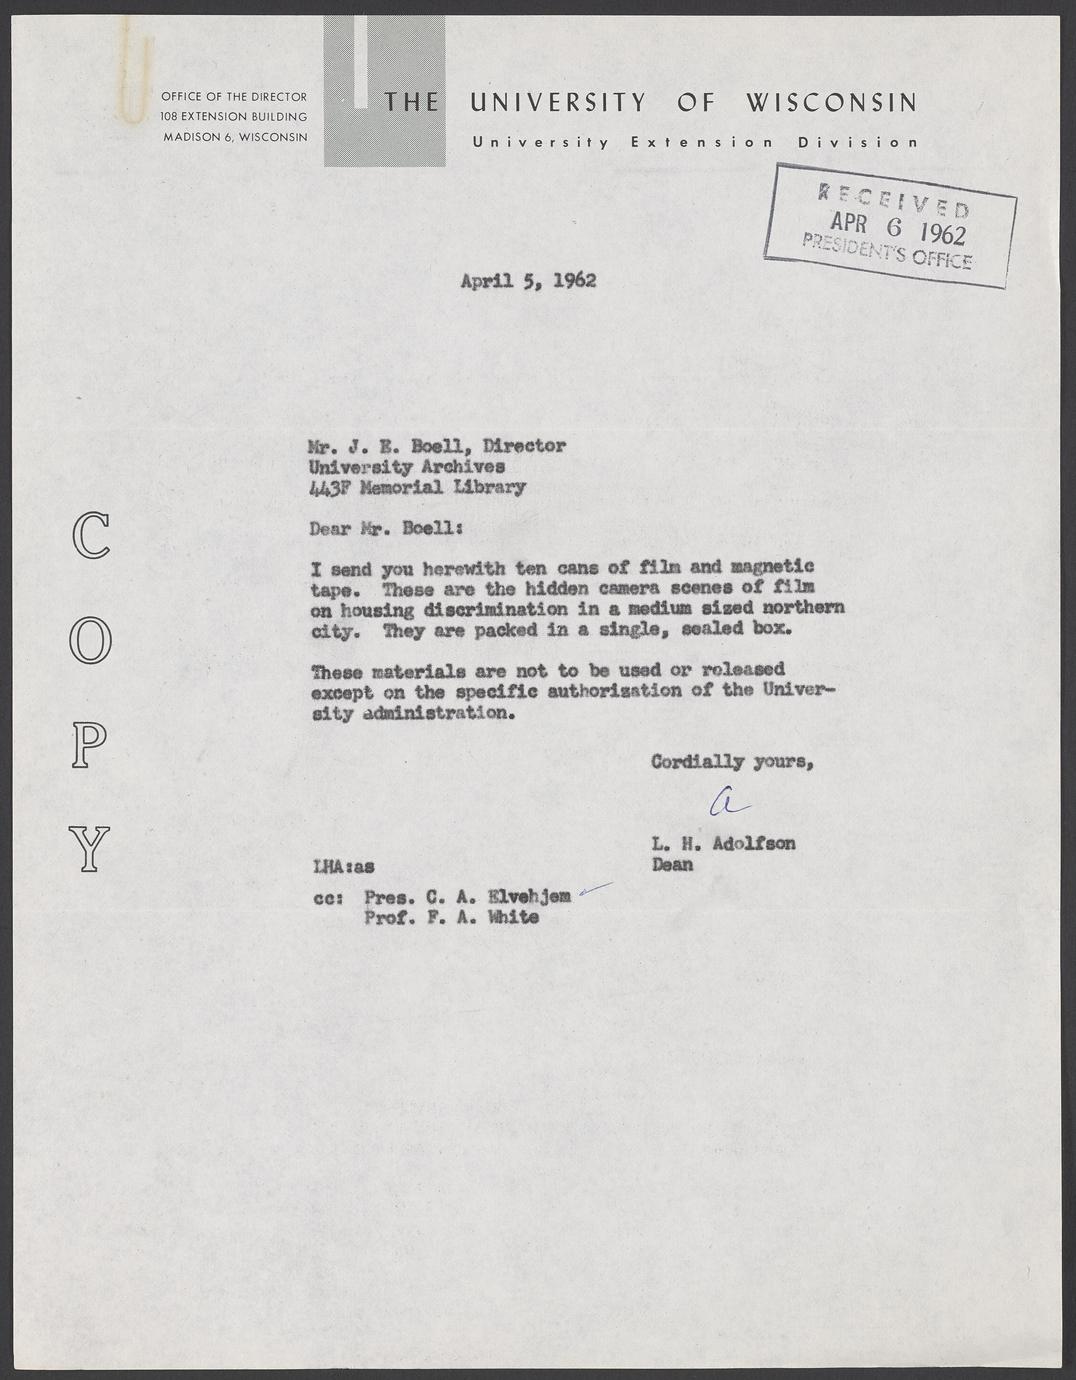 OFFICE OF THE DIRECTOR
108 EXTENSION BUILDING
MADISON 6, WISCONSIN
THE UNIVERSITY OF WISCONSIN
University Extension Division
RECEIVED
APR 6 1962
PRESIDENT'S OFFICE
April 5, 1962
Mr. J. E. Boell, Director
University Archives
443F Memorial Library
Dear Mr. Boell:
I send you herewith ten cans of film and magnetic
tape. These are the hidden camera scenes of film
on housing discrimination in a medium sized northern
city. They are packed in a single, sealed box.
These materials are not to be used or released
except on the specific authorization of the Univer-
sity administration.
Cordially yours,
a
L. H. Adolfson
Dean
LHA:as
cc: Pres. C. A. Elvehjem
Prof. F. A. White
COPY